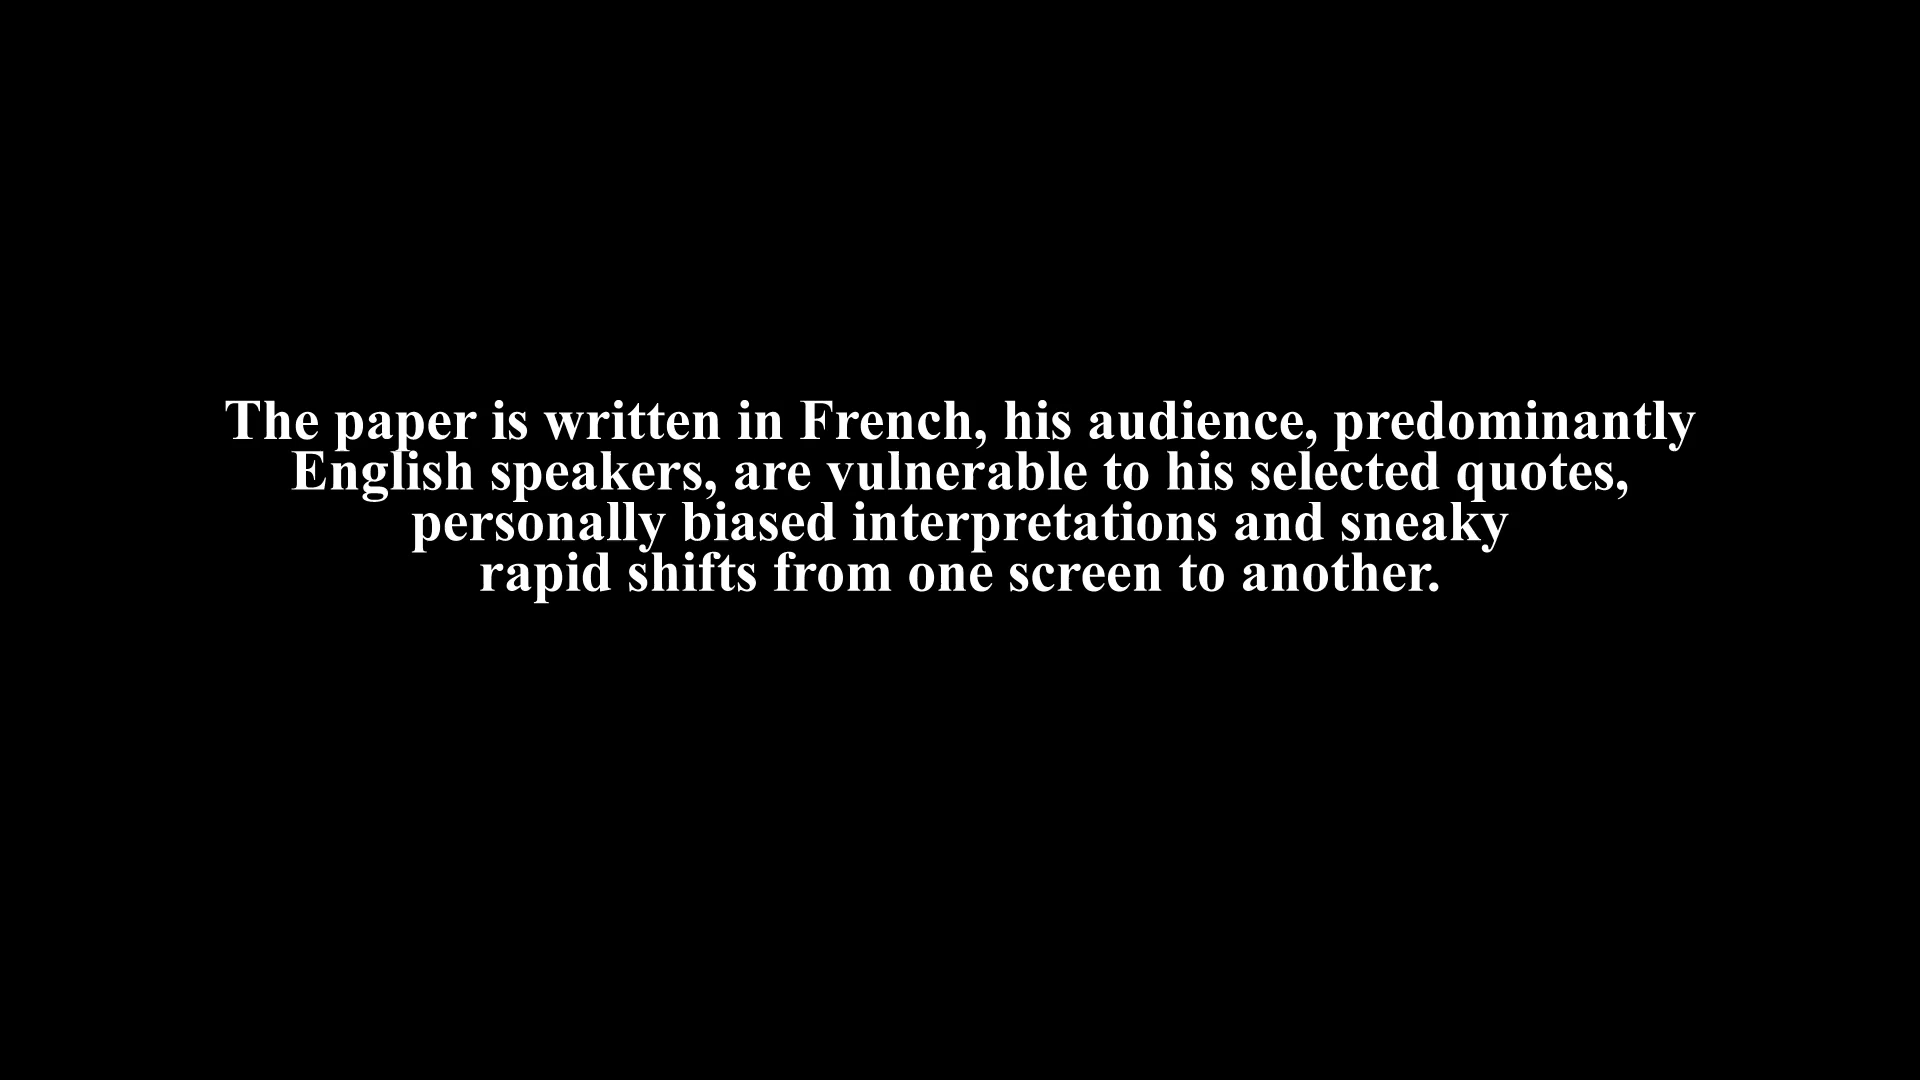 The paper is written in French, his audience, predominantly
English speakers, are vulnerable to his selected quotes,
personally biased interpretations and sneaky
rapid shifts from one screen to another.